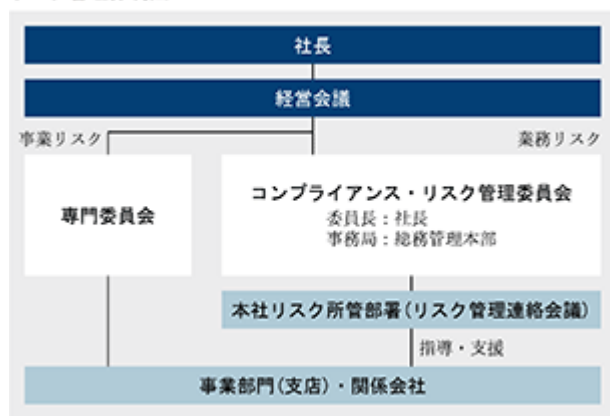 社長
経営会議
事業リスク
業務リスク
専門委員会
コンプライアンス・リスク管理委員会
委員長：社長
事務局：総務管理本部
本社リスク所管部署(リスク管理連絡会議)
指導・支援
事業部門(支店)・関係会社